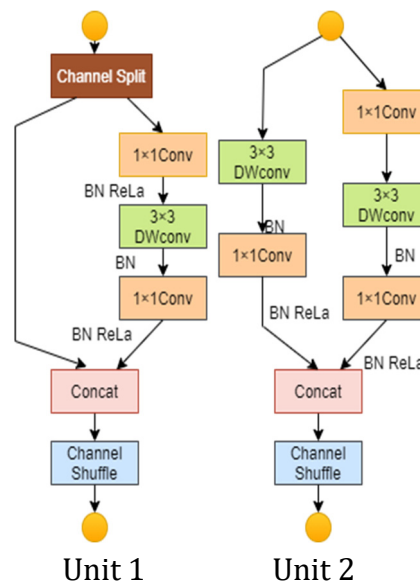 Channel Split
1×1Conv
BN ReLa
3×3
DWconv
BN
1×1Conv
BN ReLa
Concat
Channel
Shuffle
Unit 1
1×1Conv
3×3
DWconv
3×3
DWconv
BN
BN
1×1Conv
1×1Conv
BN ReLa
BN ReLa
Concat
Channel
Shuffle
Unit 2